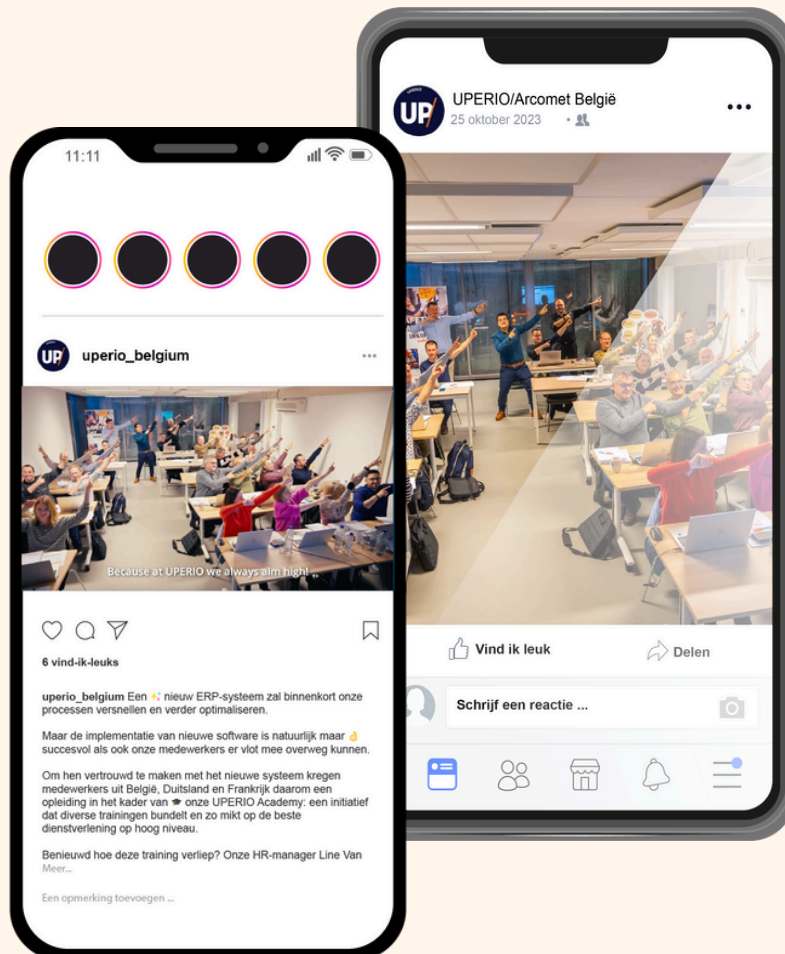 11:11
UP
uperio_belgium
Because at UPERIO we always aim high!
6 vind-ik-leuks
uperio_belgium Een ✨ nieuw ERP-systeem zal binnenkort onze
processen versnellen en verder optimaliseren.
Maar de implementatie van nieuwe software is natuurlijk maar 👌
succesvol als ook onze medewerkers er vlot mee overweg kunnen.
Om hen vertrouwd te maken met het nieuwe systeem kregen
medewerkers uit België, Duitsland en Frankrijk daarom een
opleiding in het kader van 🎓 onze UPERIO Academy: een initiatief
dat diverse trainingen bundelt en zo mikt op de beste
dienstverlening op hoog niveau.
Benieuwd hoe deze training verliep? Onze HR-manager Line Van
Meer...
Een opmerking toevoegen ...
UP
UPERIO/Arcomet België
25 oktober 2023
Vind ik leuk
Delen
Schrijf een reactie ...